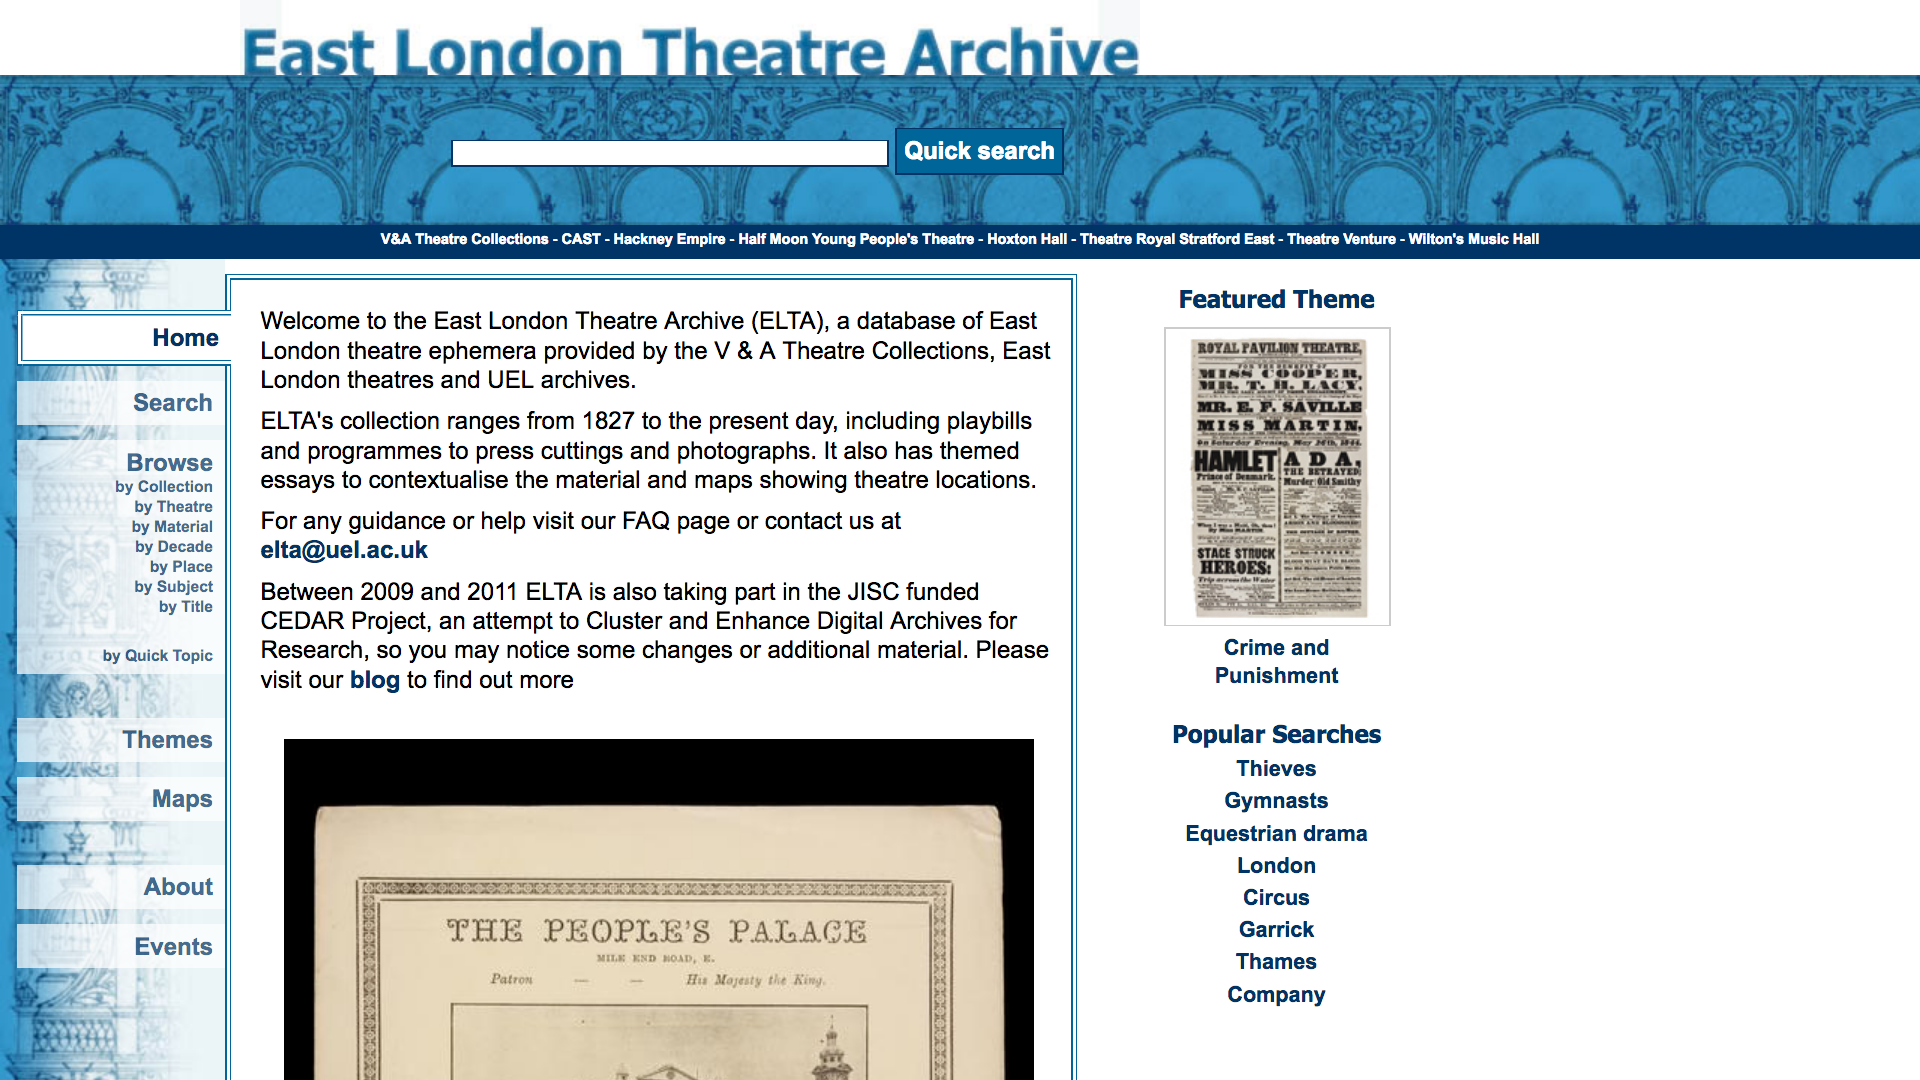 East London Theatre Archive
Quick search
V&A Theatre Collections - CAST - Hackney Empire - Half Moon Young People's Theatre - Hoxton Hall - Theatre Royal Stratford East - Theatre Venture - Wilton's Music Hall
Home
Search
Browse
by Collection
by Theatre
by Material
by Decade
by Place
by Subject
by Title
by Quick Topic
Themes
Maps
About
Events
Welcome to the East London Theatre Archive (ELTA), a database of East
London theatre ephemera provided by the V & A Theatre Collections, East
London theatres and UEL archives.
ELTA's collection ranges from 1827 to the present day, including playbills
and programmes to press cuttings and photographs. It also has themed
essays to contextualise the material and maps showing theatre locations.
For any guidance or help visit our FAQ page or contact us at
elta@uel.ac.uk
Between 2009 and 2011 ELTA is also taking part in the JISC funded
CEDAR Project, an attempt to Cluster and Enhance Digital Archives for
Research, so you may notice some changes or additional material. Please
visit our blog to find out more
THE PEOPLE'S PALACE
MILE END ROAD, E.
Patron — — His Majesty the King.
Featured Theme
ROYAL PAVILION THEATRE,
FOR THE BENEFIT OF
MISS COOPER,
MR. T. H. LACY,
MR. E. F. SAVILLE
MISS MARTIN,
On Saturday Evening, May 18th, 1844.
HAMLET
Prince of Denmark.
STAGE STRUCK
HEROES;
Trip across the Water
ADA,
THE BETRAYED;
Murder Old Smithy
Crime and
Punishment
Popular Searches
Thieves
Gymnasts
Equestrian drama
London
Circus
Garrick
Thames
Company